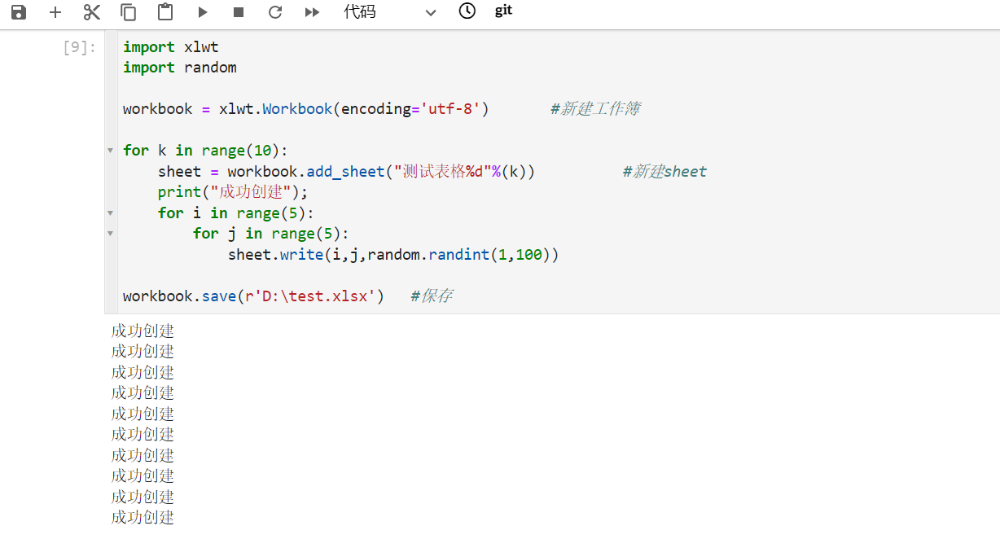 代码 git
[9]:
import xlwt
import random
workbook = xlwt.Workbook(encoding='utf-8')       #新建工作簿
for k in range(10):
    sheet = workbook.add_sheet("测试表格%d"%(k))          #新建sheet
    print("成功创建");
    for i in range(5):
        for j in range(5):
            sheet.write(i,j,random.randint(1,100))
workbook.save(r'D:\test.xlsx')   #保存
成功创建
成功创建
成功创建
成功创建
成功创建
成功创建
成功创建
成功创建
成功创建
成功创建